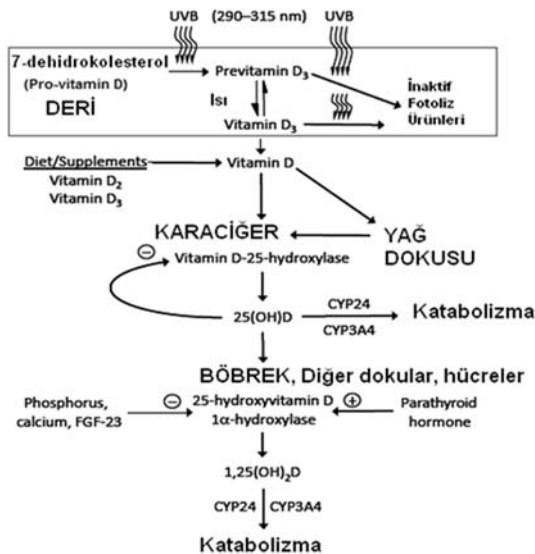 UVB (290–315 nm) UVB
7-dehidrokolesterol
(Pro-vitamin D)
DERİ
Previtamin D₃
Isı
Vitamin D₃
İnaktif
Fotoliz
Ürünleri
Diet/Supplements
Vitamin D₂
Vitamin D₃
Vitamin D
KARACİĞER
YAĞ
DOKUSU
⊖
Vitamin D-25-hydroxylase
25(OH)D
CYP24
CYP3A4
Katabolizma
BÖBREK, Diğer dokular, hücreler
Phosphorus,
calcium, FGF-23
⊖
25-hydroxyvitamin D
1α-hydroxylase
⊕
Parathyroid
hormone
1,25(OH)₂D
CYP24 CYP3A4
Katabolizma